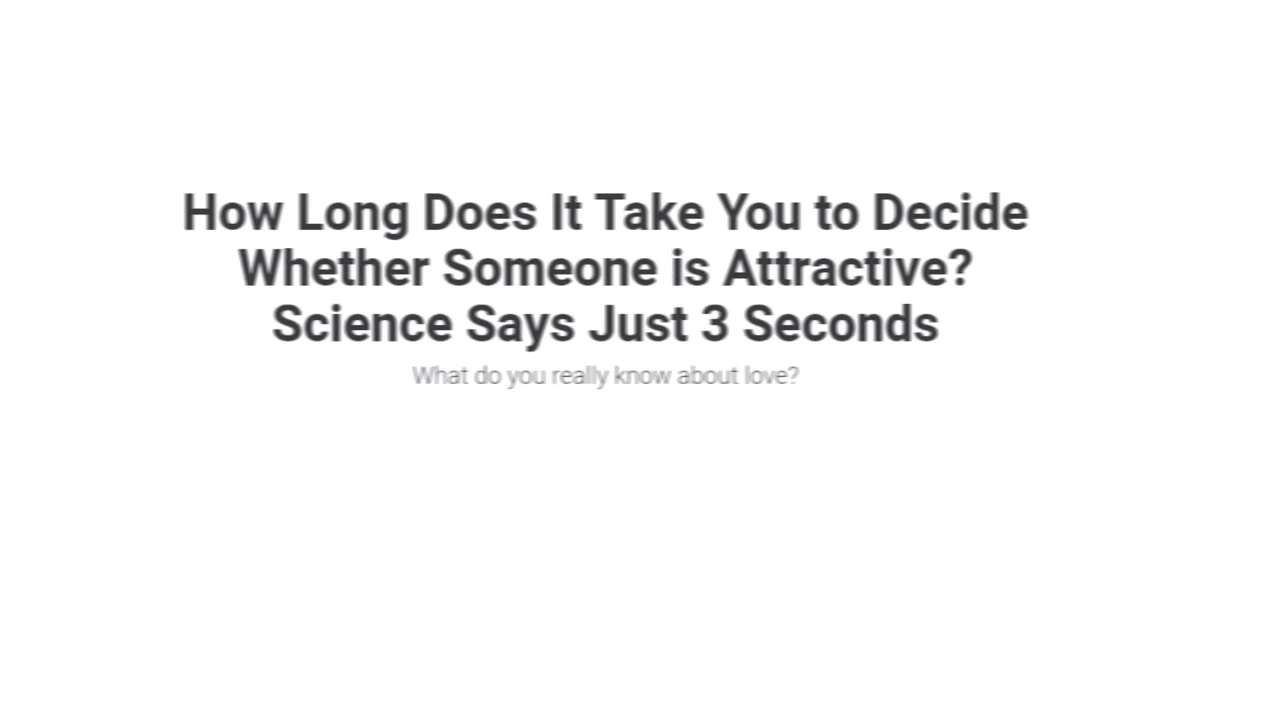 How Long Does It Take You to Decide
Whether Someone is Attractive?
Science Says Just 3 Seconds
What do you really know about love?